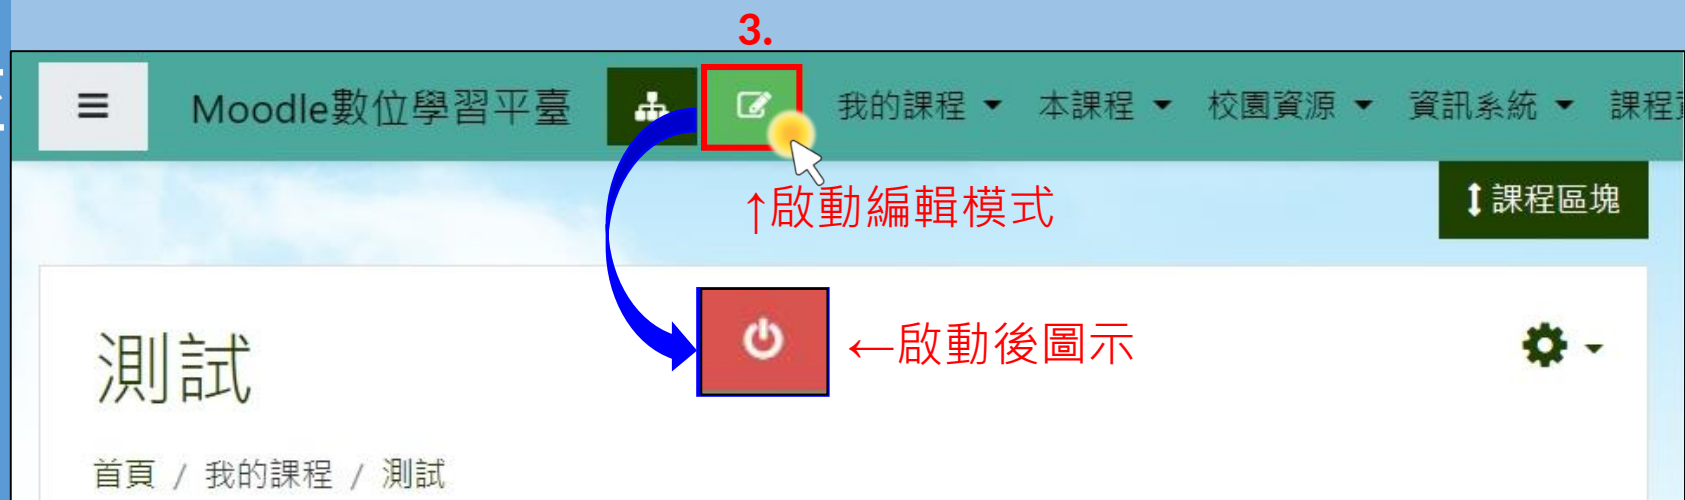 3.
Moodle數位學習平臺 我的課程 本課程 校園資源 資訊系統 課程
↑啟動編輯模式
課程區塊
測試
←啟動後圖示
首頁 / 我的課程 / 測試